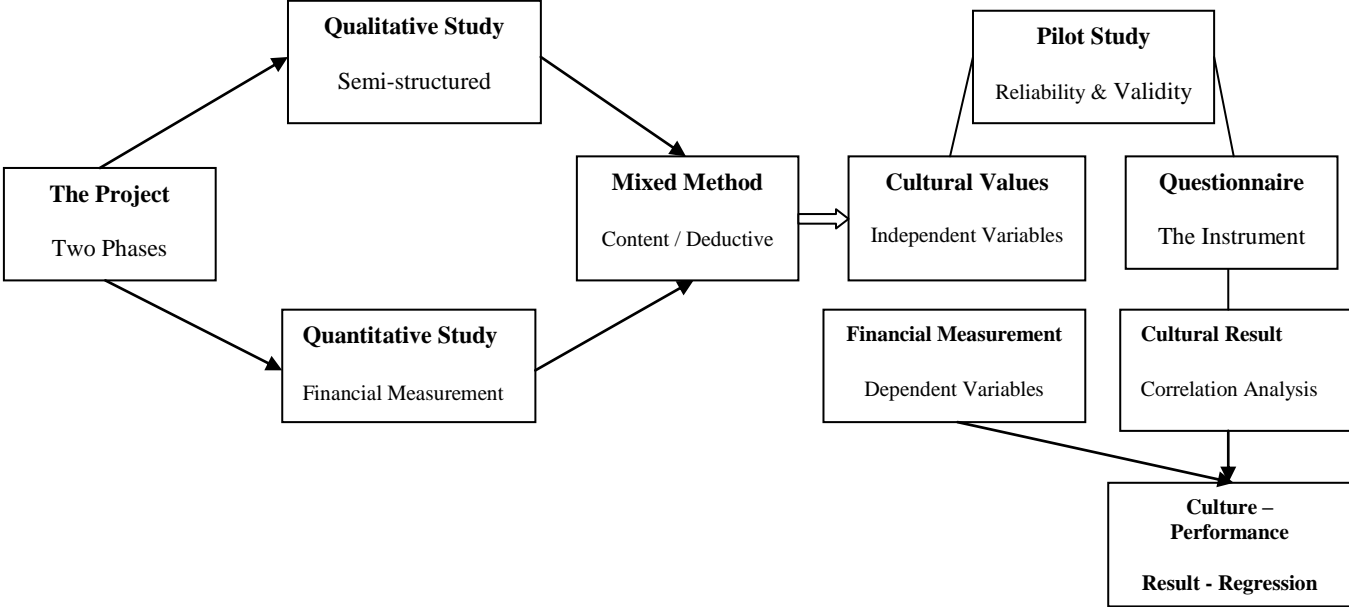 Qualitative Study
Semi-structured
Pilot Study
Reliability & Validity
The Project
Two Phases
Mixed Method
Content / Deductive
Cultural Values
Independent Variables
Questionnaire
The Instrument
Quantitative Study
Financial Measurement
Financial Measurement
Dependent Variables
Cultural Result
Correlation Analysis
Culture –
Performance
Result - Regression